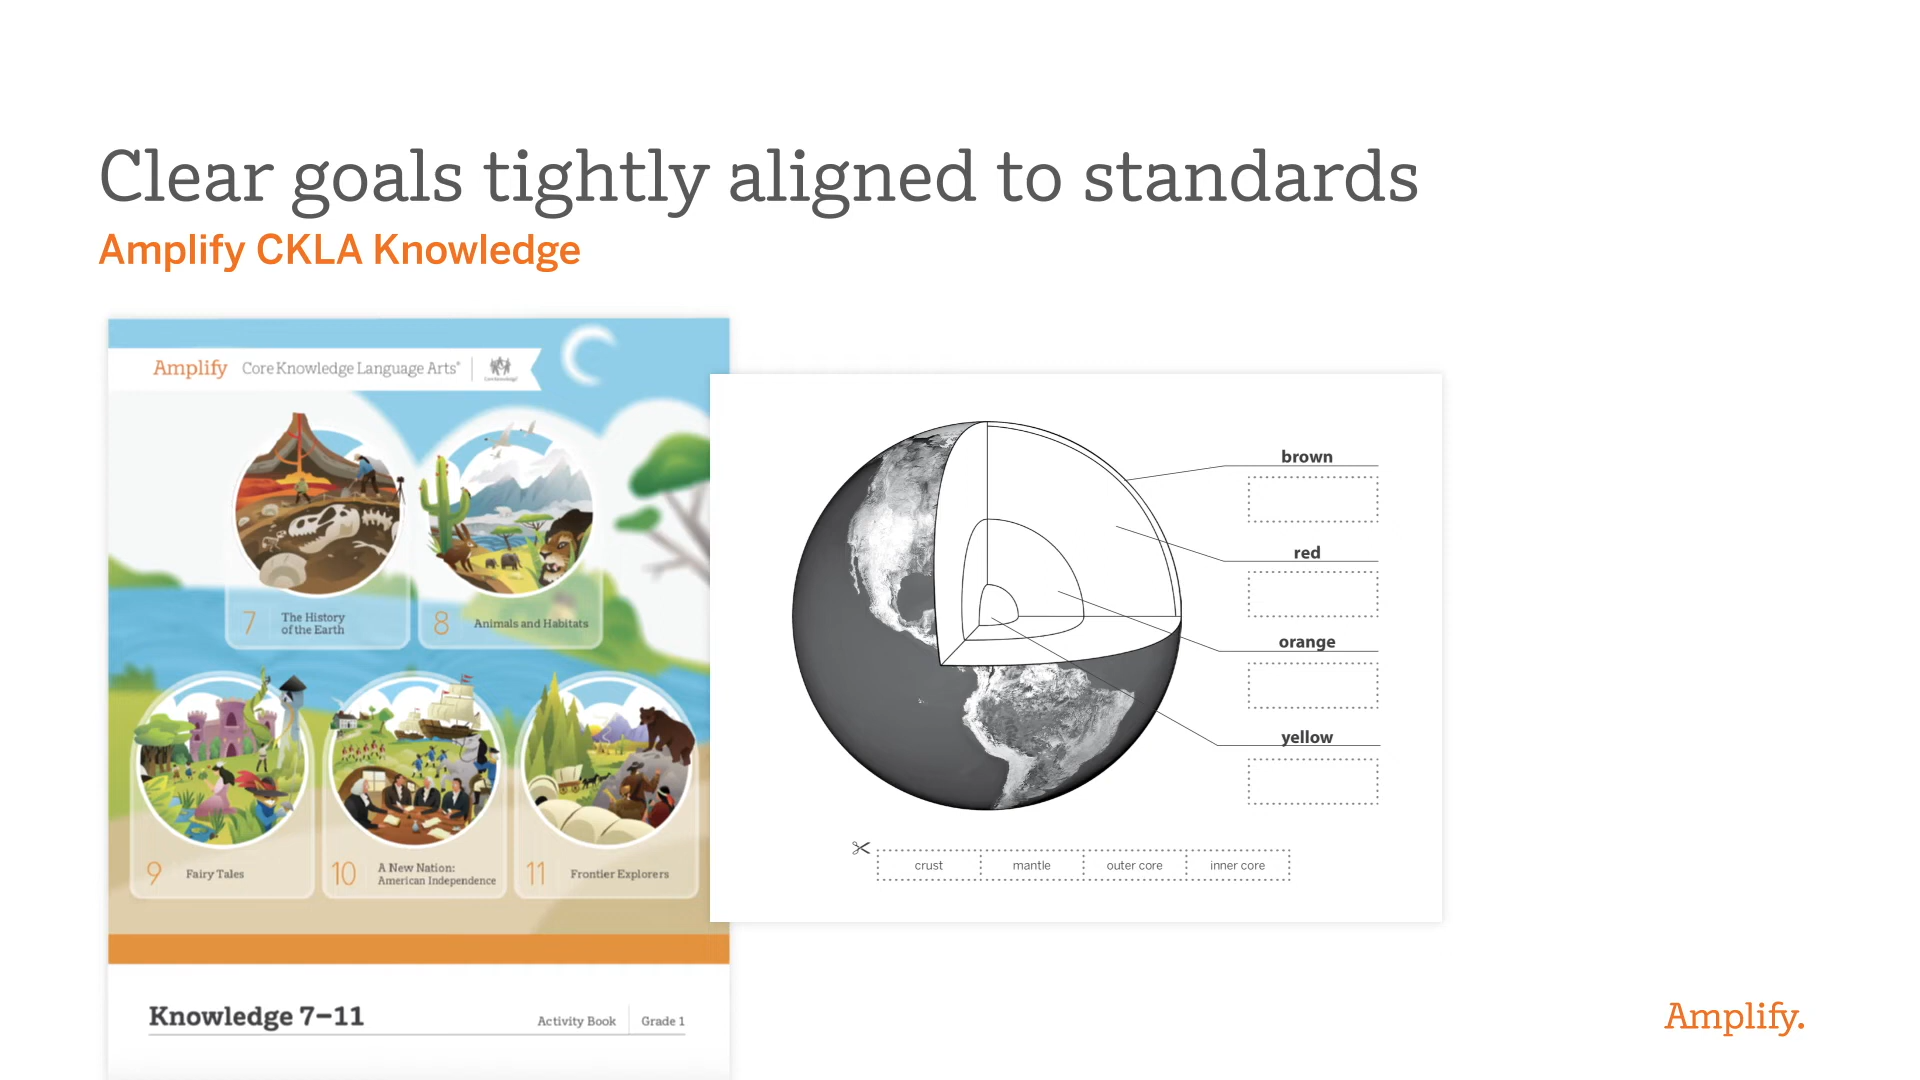 Clear goals tightly aligned to standards
Amplify CKLA Knowledge
Amplify Core Knowledge Language Arts®
7 The History
of the Earth
8 Animals and Habitats
9 Fairy Tales
10 A New Nation:
American Independence
11 Frontier Explorers
Knowledge 7–11
Activity Book Grade 1
brown
red
orange
yellow
crust mantle outer core inner core
Amplify.